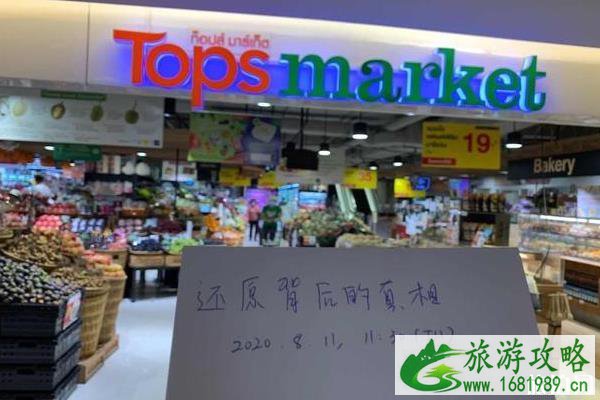 ท็อปส์ มาร์เก็ต
Tops market
19.-
Bakery
还原背后的真相
2020.8.11,
旅游攻略
www.1681989.cn